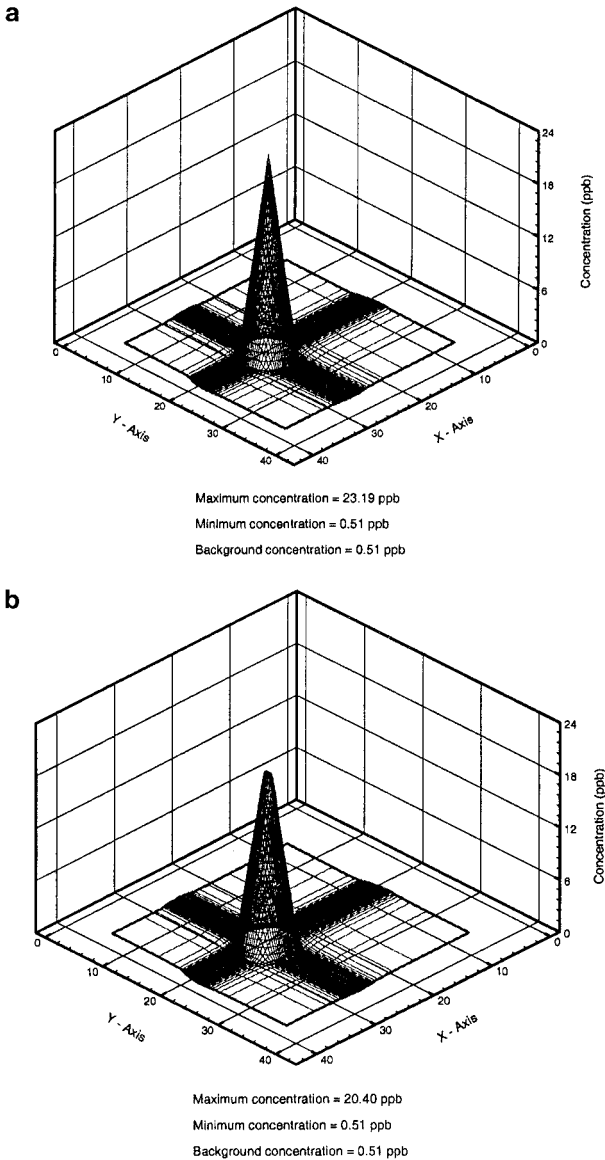 a
24
18
12
6
0
Concentration (ppb)
0
10
20
30
40
Y - Axis
0
10
20
30
40
X - Axis
Maximum concentration = 23.19 ppb
Minimum concentration = 0.51 ppb
Background concentration = 0.51 ppb
b
24
18
12
6
0
Concentration (ppb)
0
10
20
30
40
Y - Axis
0
10
20
30
40
X - Axis
Maximum concentration = 20.40 ppb
Minimum concentration = 0.51 ppb
Background concentration = 0.51 ppb